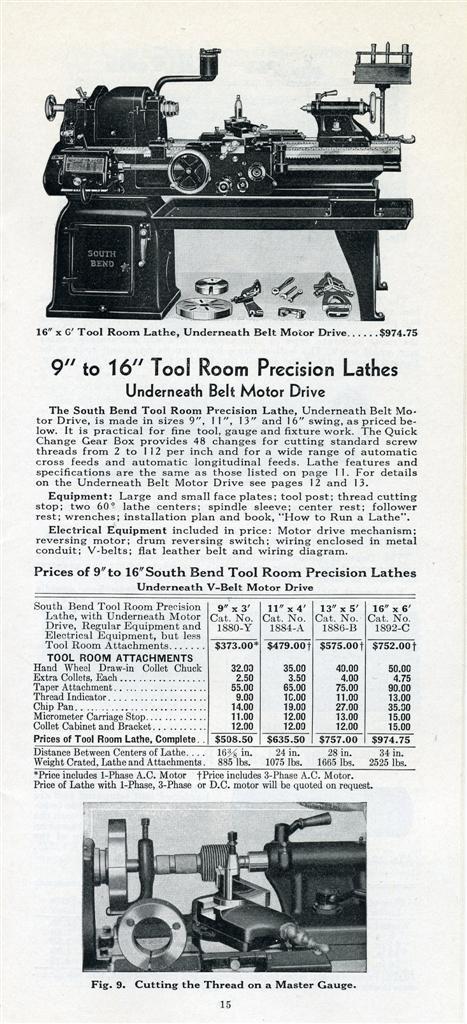 SOUTH
BEND
16" x 6' Tool Room Lathe, Underneath Belt Motor Drive......$974.75
9" to 16" Tool Room Precision Lathes
Underneath Belt Motor Drive
The South Bend Tool Room Precision Lathe, Underneath Belt Mo-
tor Drive, is made in sizes 9", 11", 13" and 16" swing, as priced be-
low. It is practical for fine tool, gauge and fixture work. The Quick
Change Gear Box provides 48 changes for cutting standard screw
threads from 2 to 112 per inch and for a wide range of automatic
cross feeds and automatic longitudinal feeds. Lathe features and
specifications are the same as those listed on page 11. For details
on the Underneath Belt Motor Drive see pages 12 and 13.
Equipment: Large and small face plates; tool post; thread cutting
stop; two 60° lathe centers; spindle sleeve; center rest; follower
rest; wrenches; installation plan and book, "How to Run a Lathe".
Electrical Equipment included in price: Motor drive mechanism;
reversing motor; drum reversing switch; wiring enclosed in metal
conduit; V-belts; flat leather belt and wiring diagram.
Prices of 9" to 16" South Bend Tool Room Precision Lathes
Underneath V-Belt Motor Drive
South Bend Tool Room Precision 9" x 3' 11" x 4' 13" x 5' 16" x 6'
Lathe, with Underneath Motor Cat. No. Cat. No. Cat. No. Cat. No.
Drive, Regular Equipment and 1880-Y 1884-A 1886-B 1892-C
Electrical Equipment, but less
Tool Room Attachments....... $373.00* $479.00† $575.00† $752.00†
TOOL ROOM ATTACHMENTS
Hand Wheel Draw-in Collet Chuck 32.00 35.00 40.00 50.00
Extra Collets, Each.............. 2.50 3.50 4.00 4.75
Taper Attachment................ 55.00 65.00 75.00 90.00
Thread Indicator................. 9.00 10.00 11.00 13.00
Chip Pan......................... 14.00 19.00 27.00 35.00
Micrometer Carriage Stop......... 11.00 12.00 13.00 15.00
Collet Cabinet and Bracket....... 12.00 12.00 12.00 15.00
Prices of Tool Room Lathe, Complete.. $508.50 $635.50 $757.00 $974.75
Distance Between Centers of Lathe.... 16¾ in. 24 in. 28 in. 34 in.
Weight Crated, Lathe and Attachments. 885 lbs. 1075 lbs. 1665 lbs. 2525 lbs.
*Price includes 1-Phase A.C. Motor †Price includes 3-Phase A.C. Motor.
Price of Lathe with 1-Phase, 3-Phase or D.C. motor will be quoted on request.
Fig. 9. Cutting the Thread on a Master Gauge.
15